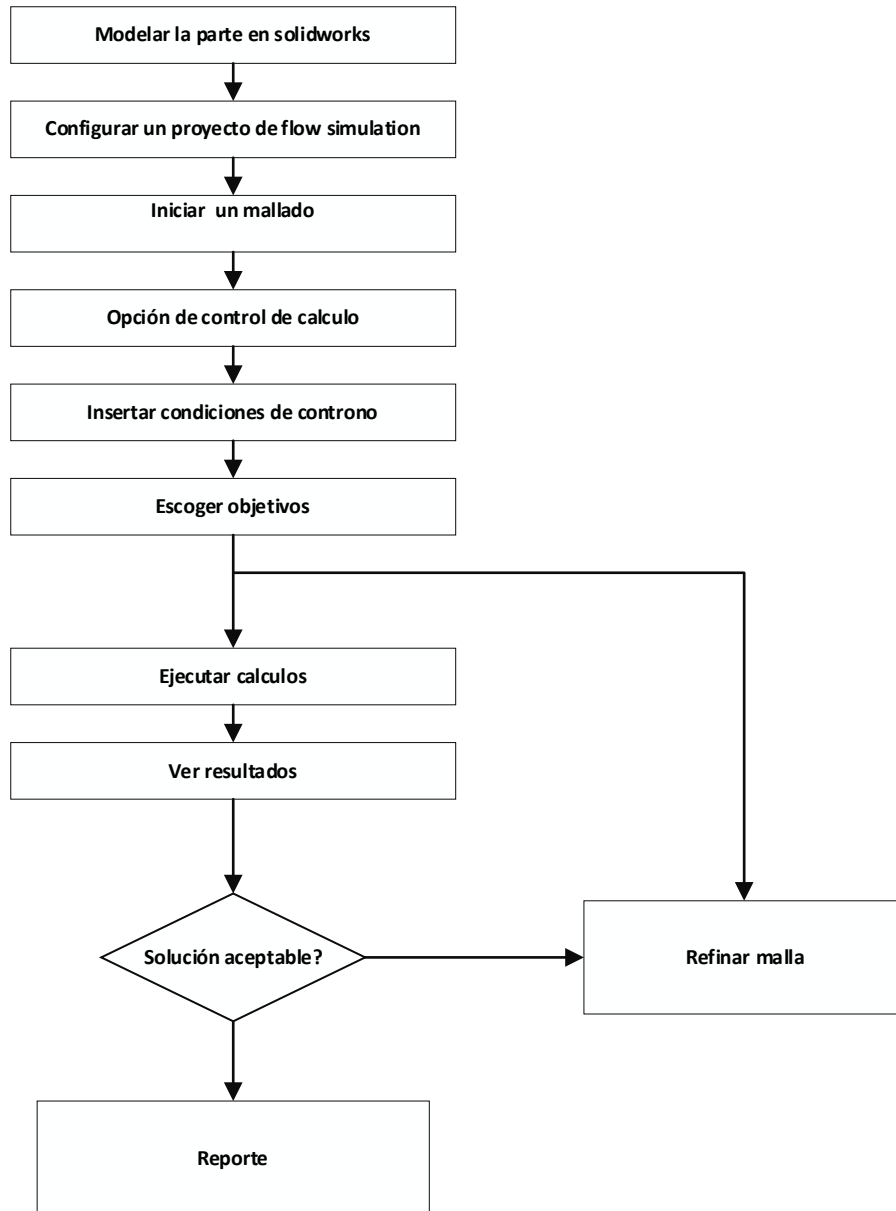 Modelar la parte en solidworks
Configurar un proyecto de flow simulation
Iniciar un mallado
Opción de control de calculo
Insertar condiciones de controno
Escoger objetivos
Ejecutar calculos
Ver resultados
Solución aceptable?
Refinar malla
Reporte